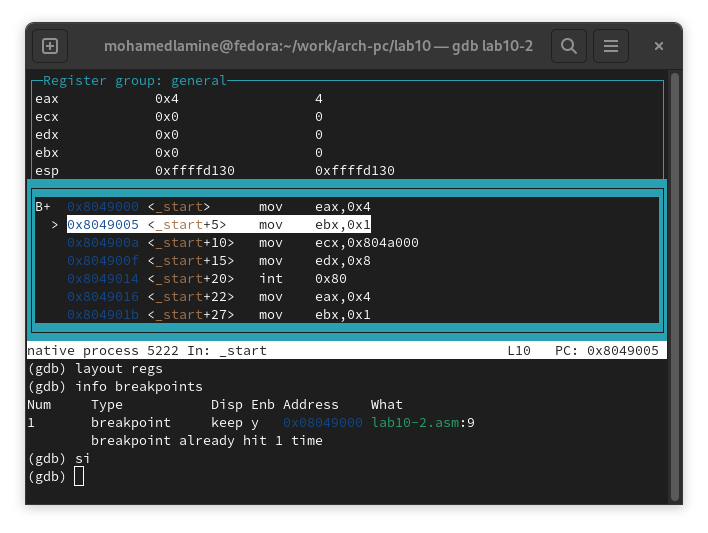 mohamedlamine@fedora:~/work/arch-pc/lab10 — gdb lab10-2
Register group: general
eax 0x4 4
ecx 0x0 0
edx 0x0 0
ebx 0x0 0
esp 0xffffd130 0xffffd130
B+ 0x8049000 <_start> mov eax,0x4
> 0x8049005 <_start+5> mov ebx,0x1
0x804900a <_start+10> mov ecx,0x804a000
0x804900f <_start+15> mov edx,0x8
0x8049014 <_start+20> int 0x80
0x8049016 <_start+22> mov eax,0x4
0x804901b <_start+27> mov ebx,0x1
native process 5222 In: _start L10 PC: 0x8049005
(gdb) layout regs
(gdb) info breakpoints
Num Type Disp Enb Address What
1 breakpoint keep y 0x08049000 lab10-2.asm:9
breakpoint already hit 1 time
(gdb) si
(gdb)